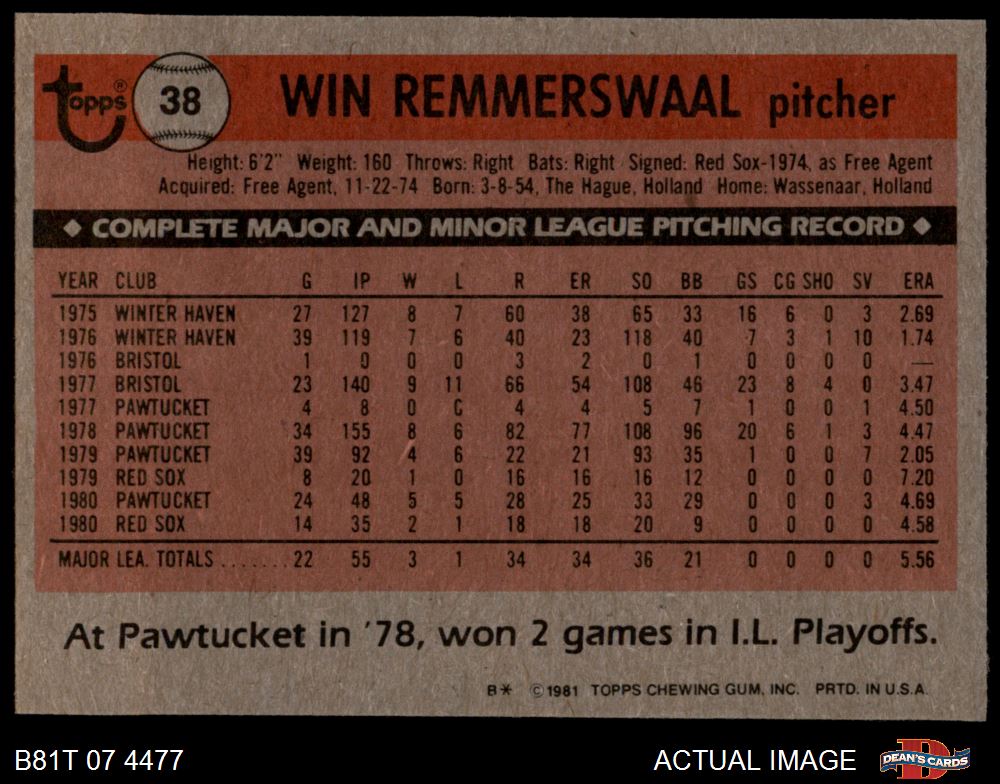 topps® 38 WIN REMMERSWAAL pitcher
Height: 6'2" Weight: 160 Throws: Right Bats: Right Signed: Red Sox-1974, as Free Agent
Acquired: Free Agent, 11-22-74 Born: 3-8-54, The Hague, Holland Home: Wassenaar, Holland
◆ COMPLETE MAJOR AND MINOR LEAGUE PITCHING RECORD ◆
YEAR CLUB G IP W L R ER SO BB GS CG SHO SV ERA
1975 WINTER HAVEN 27 127 8 7 60 38 65 33 16 6 0 3 2.69
1976 WINTER HAVEN 39 119 7 6 40 23 118 40 7 3 1 10 1.74
1976 BRISTOL 1 0 0 0 3 2 0 1 0 0 0 0 —
1977 BRISTOL 23 140 9 11 66 54 108 46 23 8 4 0 3.47
1977 PAWTUCKET 4 8 0 0 4 4 5 7 1 0 0 1 4.50
1978 PAWTUCKET 34 155 8 6 82 77 108 96 20 6 1 3 4.47
1979 PAWTUCKET 39 92 4 6 22 21 93 35 1 0 0 7 2.05
1979 RED SOX 8 20 1 0 16 16 16 12 0 0 0 0 7.20
1980 PAWTUCKET 24 48 5 5 28 25 33 29 0 0 0 3 4.69
1980 RED SOX 14 35 2 1 18 18 20 9 0 0 0 0 4.58
MAJOR LEA. TOTALS ....... 22 55 3 1 34 34 36 21 0 0 0 0 5.56
At Pawtucket in '78, won 2 games in I.L. Playoffs.
B* ©1981 TOPPS CHEWING GUM, INC. PRTD. IN U.S.A.
B81T 07 4477 ACTUAL IMAGE D DEAN'S CARDS